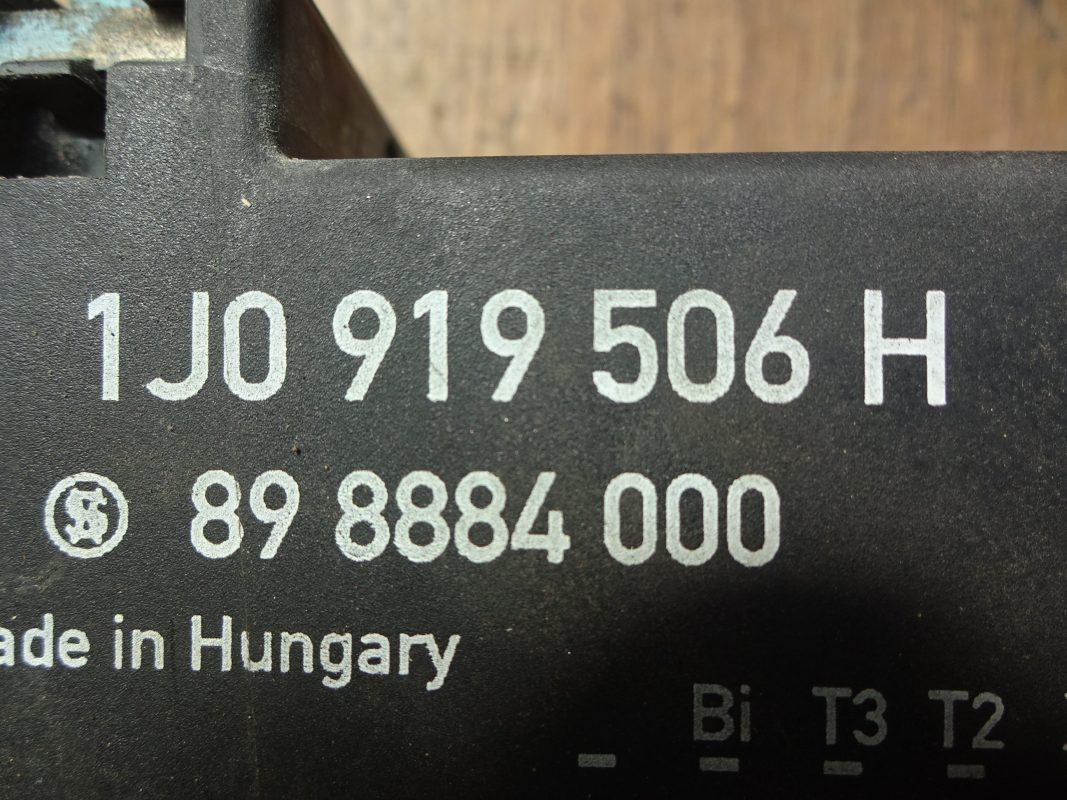 1J0 919 506 H
89 8884 000
ade in Hungary
Bi T3 T2